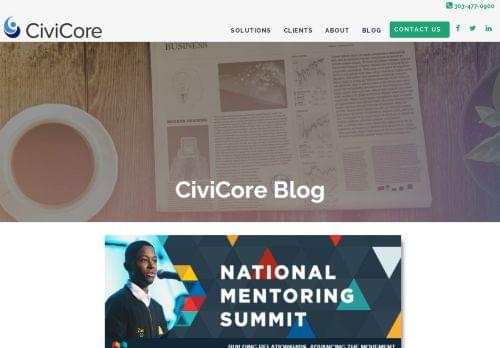 303-477-0900
CiviCore
SOLUTIONS CLIENTS ABOUT BLOG CONTACT US
BUSINESS
CiviCore Blog
NATIONAL
MENTORING
SUMMIT
BUILDING RELATIONSHIPS, ADVANCING THE MOVEMENT